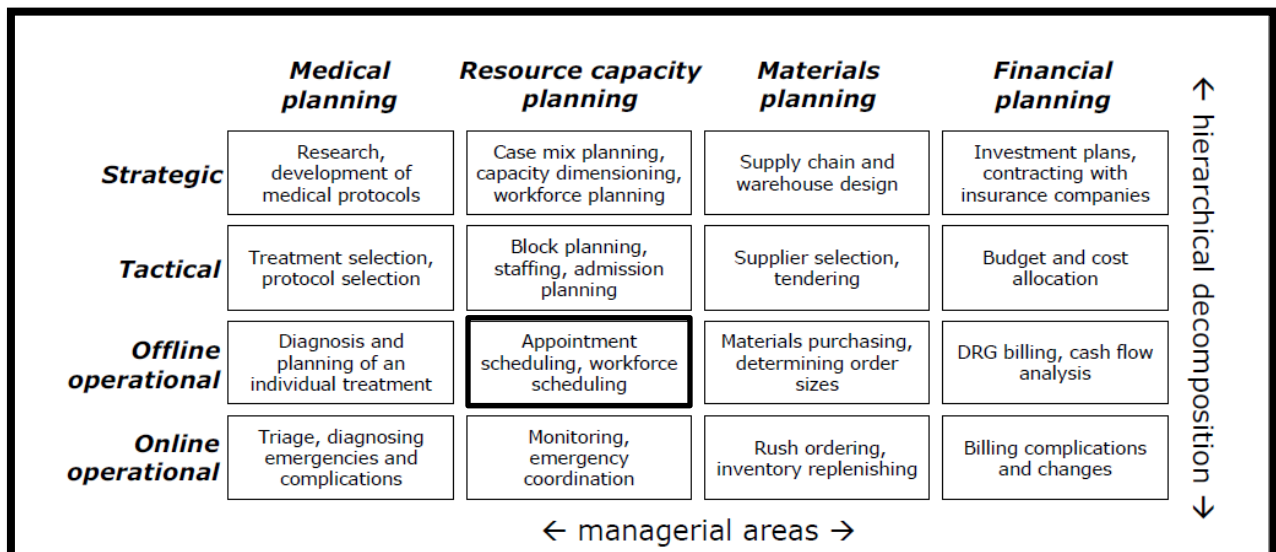 Medical planning
Resource capacity planning
Materials planning
Financial planning
Strategic
Research,
development of
medical protocols
Case mix planning,
capacity dimensioning,
workforce planning
Supply chain and
warehouse design
Investment plans,
contracting with
insurance companies
Tactical
Treatment selection,
protocol selection
Block planning,
staffing, admission
planning
Supplier selection,
tendering
Budget and cost
allocation
Offline
operational
Diagnosis and
planning of an
individual treatment
Appointment
scheduling, workforce
scheduling
Materials purchasing,
determining order
sizes
DRG billing, cash flow
analysis
Online
operational
Triage, diagnosing
emergencies and
complications
Monitoring,
emergency
coordination
Rush ordering,
inventory replenishing
Billing complications
and changes
← managerial areas →
← hierarchical decomposition →